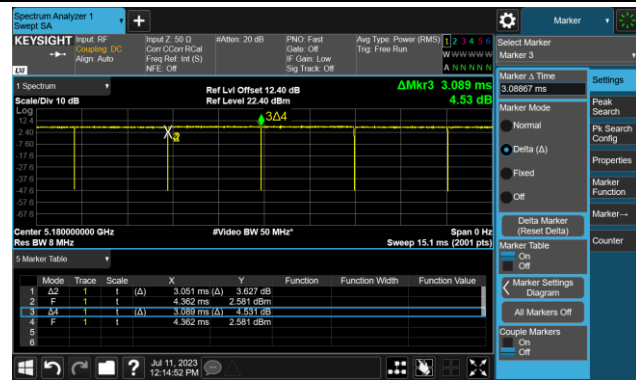 Spectrum Analyzer 1
Swept SA
Marker
KEYSIGHT
Input: RF
Coupling: DC
Align: Auto
Input Z: 50 Ω
Corr CCorr RCal
Freq Ref: Int (S)
NFE: Off
#Atten: 20 dB
PNO: Fast
Gate: Off
IF Gain: Low
Sig Track: Off
Avg Type: Power (RMS)
Trig: Free Run
1 2 3 4 5 6
W W W W W W
A N N N N N
LXI
Select Marker
Marker 3
1 Spectrum
Scale/Div 10 dB
Log
Ref Lvl Offset 12.40 dB
Ref Level 22.40 dBm
ΔMkr3 3.089 ms
4.53 dB
12.4
2.40
-7.60
-17.6
-27.6
-37.6
-47.6
-57.6
-67.6
3Δ4
Center 5.180000000 GHz
Res BW 8 MHz
#Video BW 50 MHz*
Span 0 Hz
Sweep 15.1 ms (2001 pts)
5 Marker Table
Mode Trace Scale X Y Function Function Width Function Value
1 Δ2 1 t (Δ) 3.051 ms (Δ) 3.627 dB
2 F 1 t 4.362 ms 2.581 dBm
3 Δ4 1 t (Δ) 3.089 ms (Δ) 4.531 dB
4 F 1 t 4.362 ms 2.581 dBm
5
6
Marker Δ Time
3.08867 ms
Marker Mode
Normal
Delta (Δ)
Fixed
Off
Delta Marker
(Reset Delta)
Marker Table
On
Off
Marker Settings
Diagram
All Markers Off
Couple Markers
On
Off
Settings
Peak
Search
Pk Search
Config
Properties
Marker
Function
Marker→
Counter
?
Jul 11, 2023
12:14:52 PM